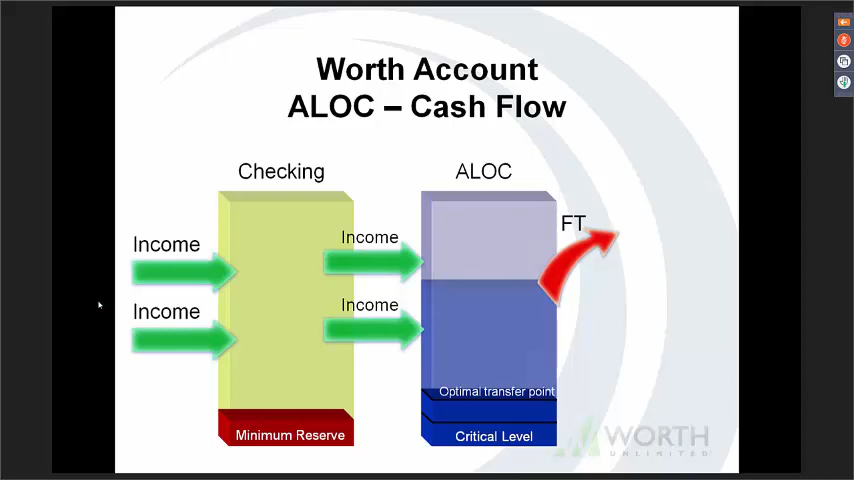 Worth Account
ALOC – Cash Flow
Checking
ALOC
Income
Income
Income
Income
FT
Optimal transfer point
Minimum Reserve
Critical Level
WORTH
UNLIMITED